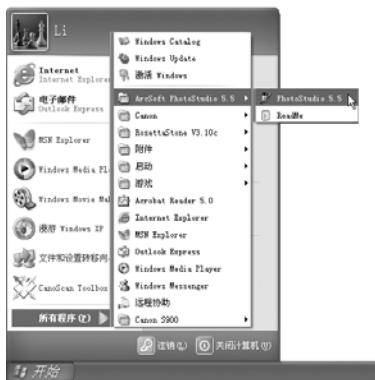 Li
Internet
Internet Explorer
电子邮件
Outlook Express
MSN Explorer
Windows Media Pl
Windows Movie Mak
漫游 Windows XP
文件和设置转移向
CanoScan Toolbox
所有程序(P)
Windows Catalog
Windows Update
激活 Windows
ArcSoft PhotoStudio 5.5
Canon
RosettaStone V3.10c
附件
启动
游戏
Acrobat Reader 5.0
Internet Explorer
MSN Explorer
Outlook Express
Windows Media Player
Windows Messenger
远程协助
Canon S900
PhotoStudio 5.5
ReadMe
注销(L)
关闭计算机(U)
开始